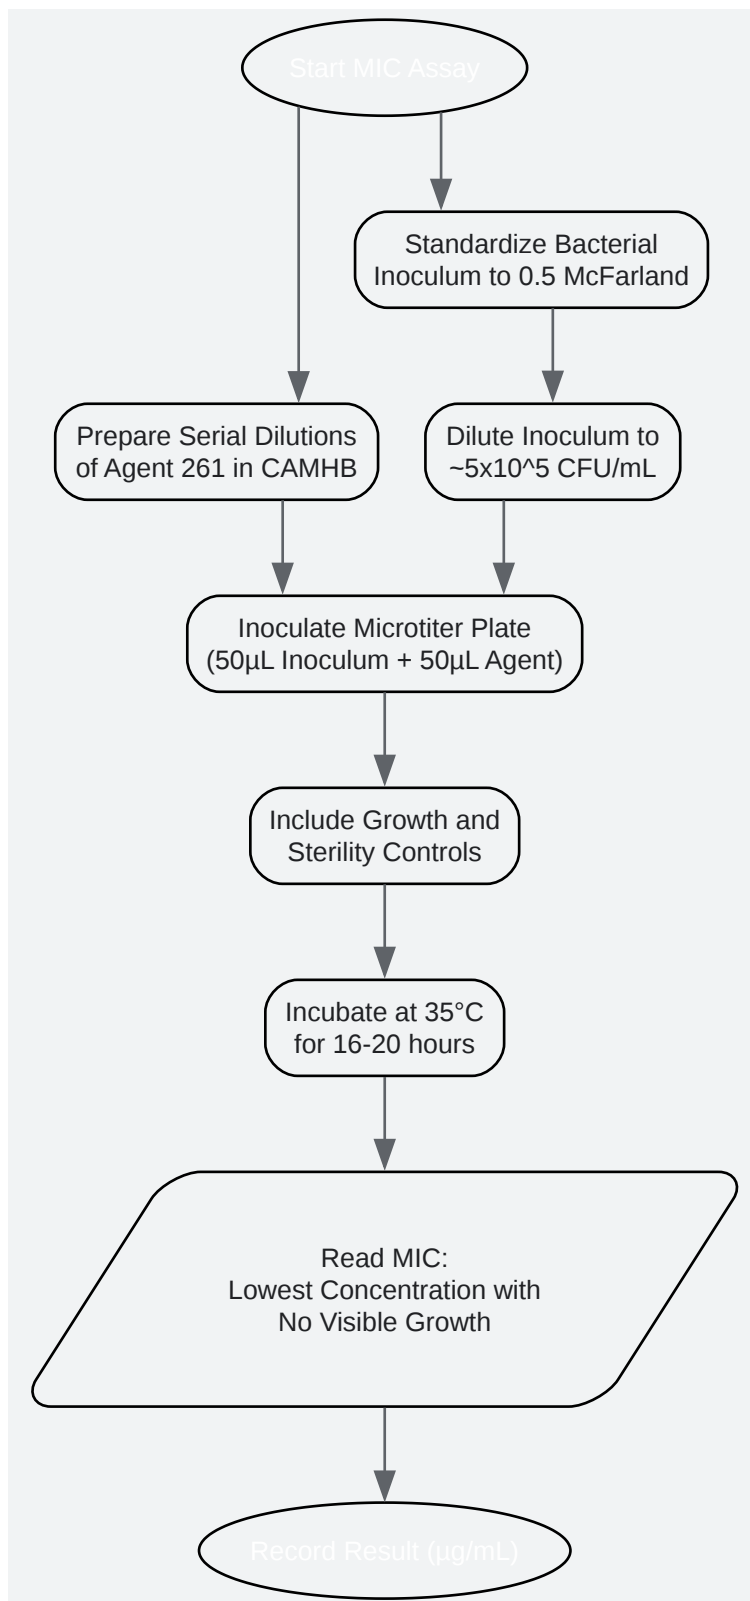 Start MIC Assay
Standardize Bacterial
Inoculum to 0.5 McFarland
Prepare Serial Dilutions
of Agent 261 in CAMHB
Dilute Inoculum to
~5x10^5 CFU/mL
Inoculate Microtiter Plate
(50µL Inoculum + 50µL Agent)
Include Growth and
Sterility Controls
Incubate at 35°C
for 16-20 hours
Read MIC:
Lowest Concentration with
No Visible Growth
Record Result (µg/mL)